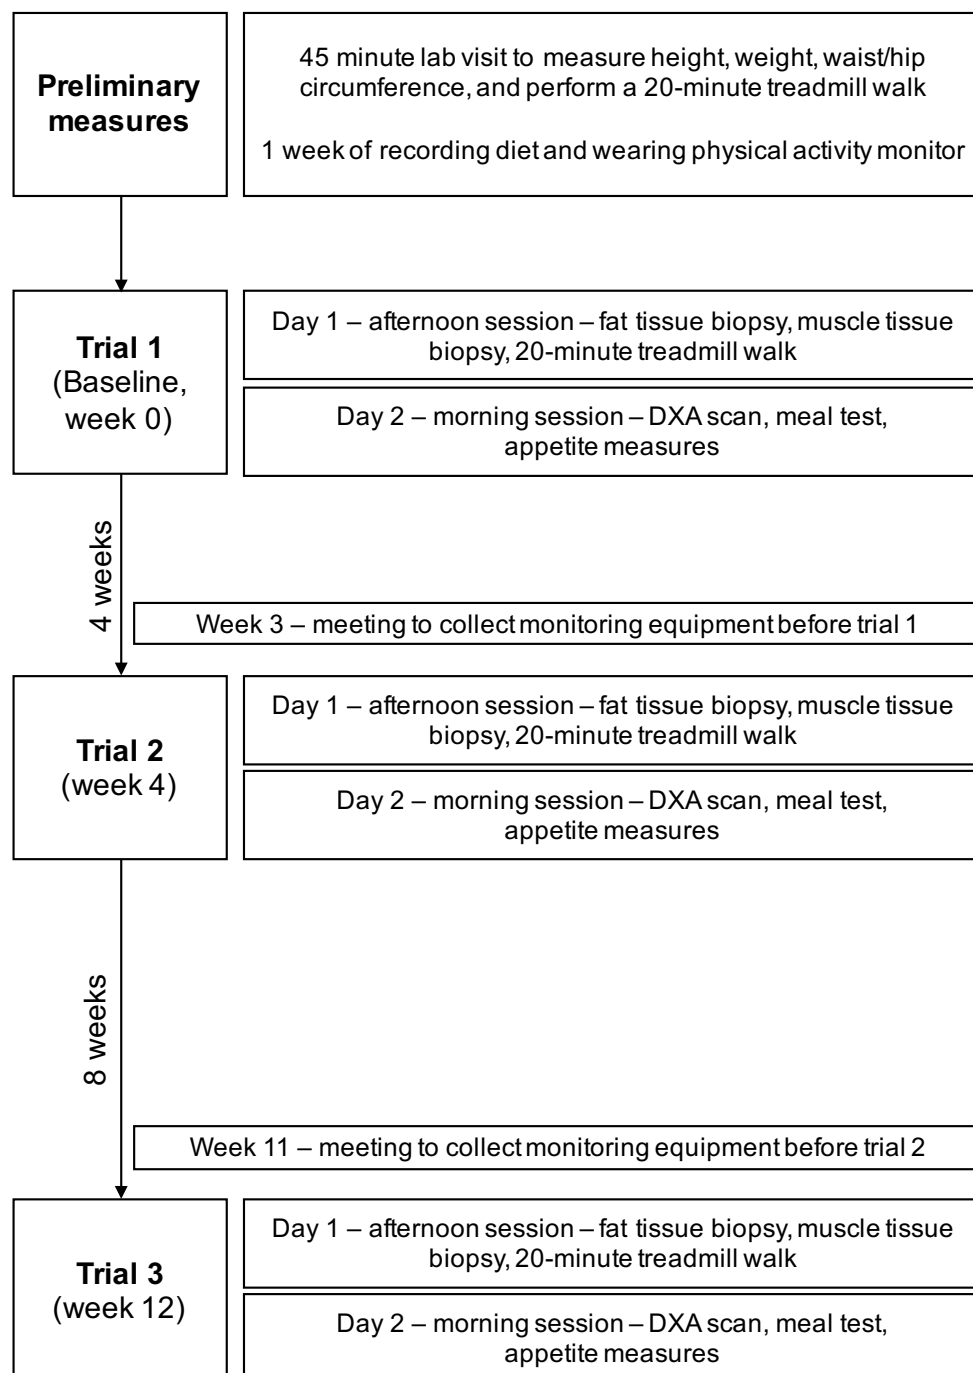 Preliminary
measures
45 minute lab visit to measure height, weight, waist/hip
circumference, and perform a 20-minute treadmill walk
1 week of recording diet and wearing physical activity monitor
Trial 1
(Baseline,
week 0)
Day 1 – afternoon session – fat tissue biopsy, muscle tissue
biopsy, 20-minute treadmill walk
Day 2 – morning session – DXA scan, meal test,
appetite measures
4 weeks
Week 3 – meeting to collect monitoring equipment before trial 1
Trial 2
(week 4)
Day 1 – afternoon session – fat tissue biopsy, muscle tissue
biopsy, 20-minute treadmill walk
Day 2 – morning session – DXA scan, meal test,
appetite measures
8 weeks
Week 11 – meeting to collect monitoring equipment before trial 2
Trial 3
(week 12)
Day 1 – afternoon session – fat tissue biopsy, muscle tissue
biopsy, 20-minute treadmill walk
Day 2 – morning session – DXA scan, meal test,
appetite measures